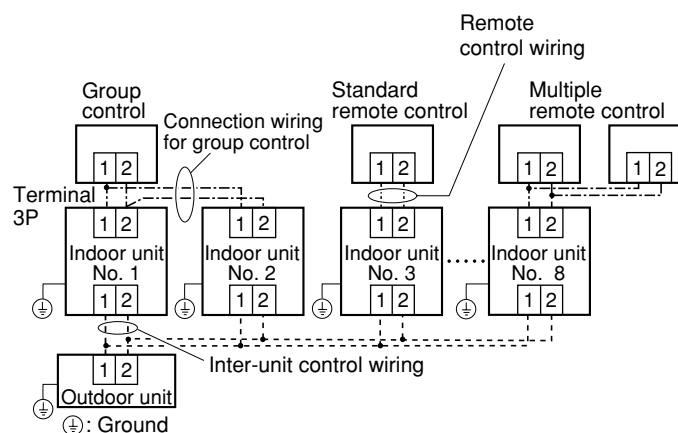 Remote
control wiring
Group
control
Standard
remote control
Multiple
remote control
Connection wiring
for group control
1 2
1 2
1 2
1 2
Terminal
3P
1 2
1 2
1 2
1 2
Indoor unit
No. 1
Indoor unit
No. 2
Indoor unit
No. 3
Indoor unit
No. 8
1 2
1 2
1 2
1 2
Inter-unit control wiring
1 2
Outdoor unit
: Ground